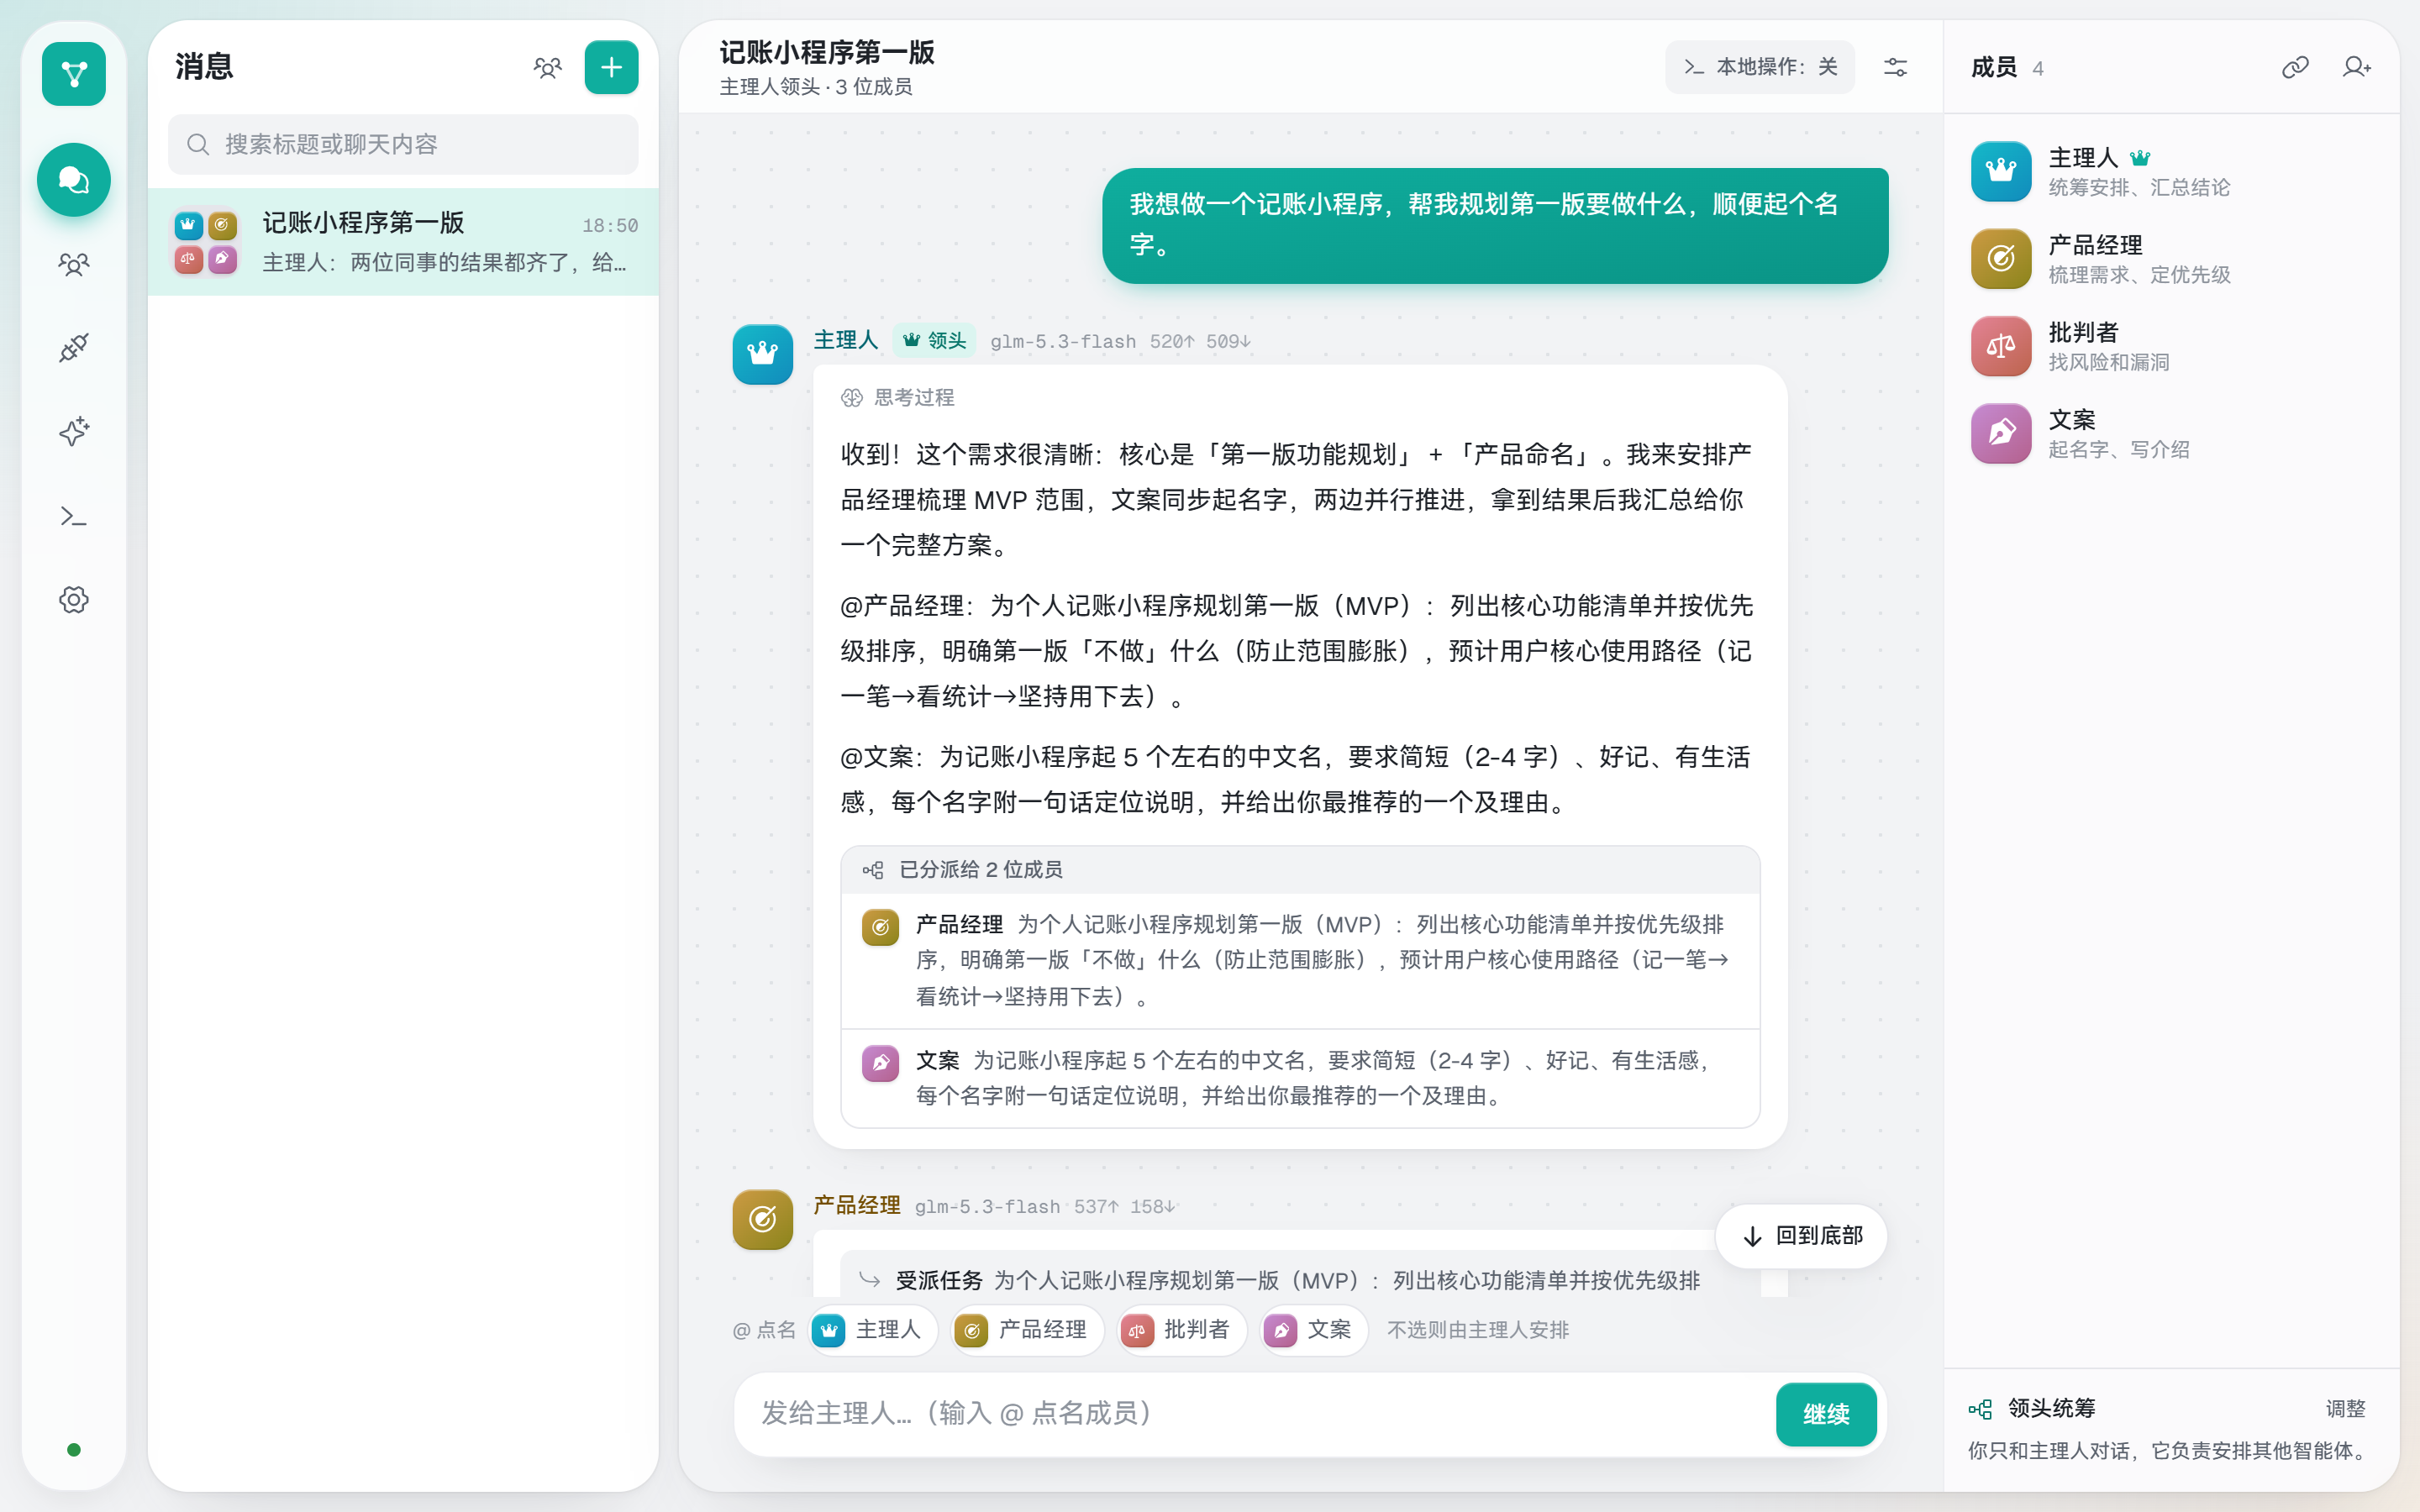 消息
搜索标题或聊天内容
记账小程序第一版
18:50
主理人：两位同事的结果都齐了，给...
记账小程序第一版
主理人领头 · 3 位成员
本地操作：关
我想做一个记账小程序，帮我规划第一版要做什么，顺便起个名
字。
主理人 领头 glm-5.3-flash 520↑ 509↓
思考过程
收到！这个需求很清晰：核心是「第一版功能规划」 + 「产品命名」。我来安排产
品经理梳理 MVP 范围，文案同步起名字，两边并行推进，拿到结果后我汇总给你
一个完整方案。
@产品经理：为个人记账小程序规划第一版（MVP）：列出核心功能清单并按优先
级排序，明确第一版「不做」什么（防止范围膨胀），预计用户核心使用路径（记
一笔→看统计→坚持用下去）。
@文案：为记账小程序起 5 个左右的中文名，要求简短（2-4 字）、好记、有生活
感，每个名字附一句话定位说明，并给出你最推荐的一个及理由。
已分派给 2 位成员
产品经理 为个人记账小程序规划第一版（MVP）：列出核心功能清单并按优先级排
序，明确第一版「不做」什么（防止范围膨胀），预计用户核心使用路径（记一笔→
看统计→坚持用下去）。
文案 为记账小程序起 5 个左右的中文名，要求简短（2-4 字）、好记、有生活感，
每个名字附一句话定位说明，并给出你最推荐的一个及理由。
产品经理 glm-5.3-flash 537↑ 158↓
受派任务 为个人记账小程序规划第一版（MVP）：列出核心功能清单并按优先级排
回到底部
@ 点名 主理人 产品经理 批判者 文案 不选则由主理人安排
发给主理人...（输入 @ 点名成员）
继续
成员 4
主理人
统筹安排、汇总结论
产品经理
梳理需求、定优先级
批判者
找风险和漏洞
文案
起名字、写介绍
领头统筹
调整
你只和主理人对话，它负责安排其他智能体。